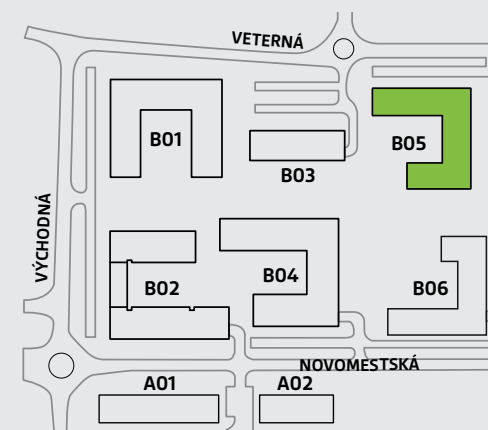 VETERNÁ
B01
B05
B03
VÝCHODNÁ
B02
B04
B06
NOVOMESTSKÁ
A01
A02